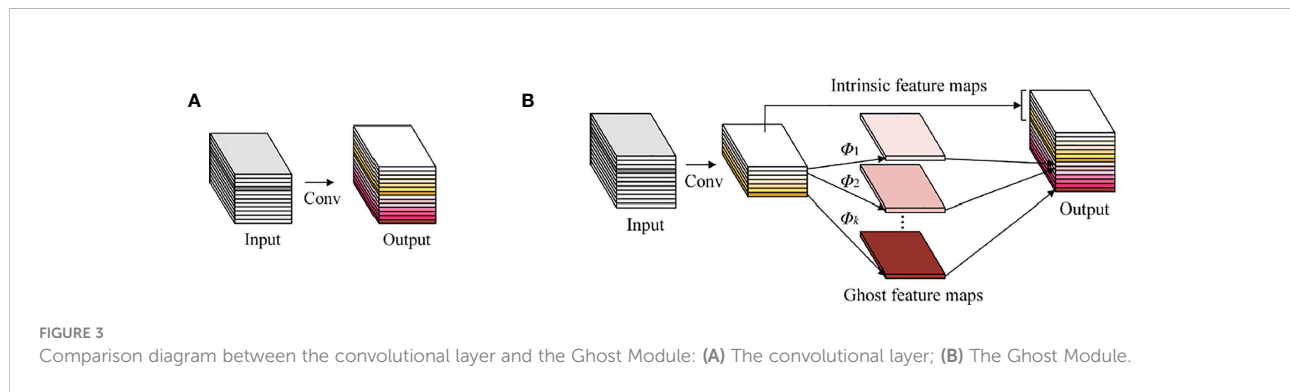 A
Conv
Input
Output
B
Intrinsic feature maps
Conv
Φ1
Φ2
Φk
Input
Output
Ghost feature maps
FIGURE 3
Comparison diagram between the convolutional layer and the Ghost Module: (A) The convolutional layer; (B) The Ghost Module.